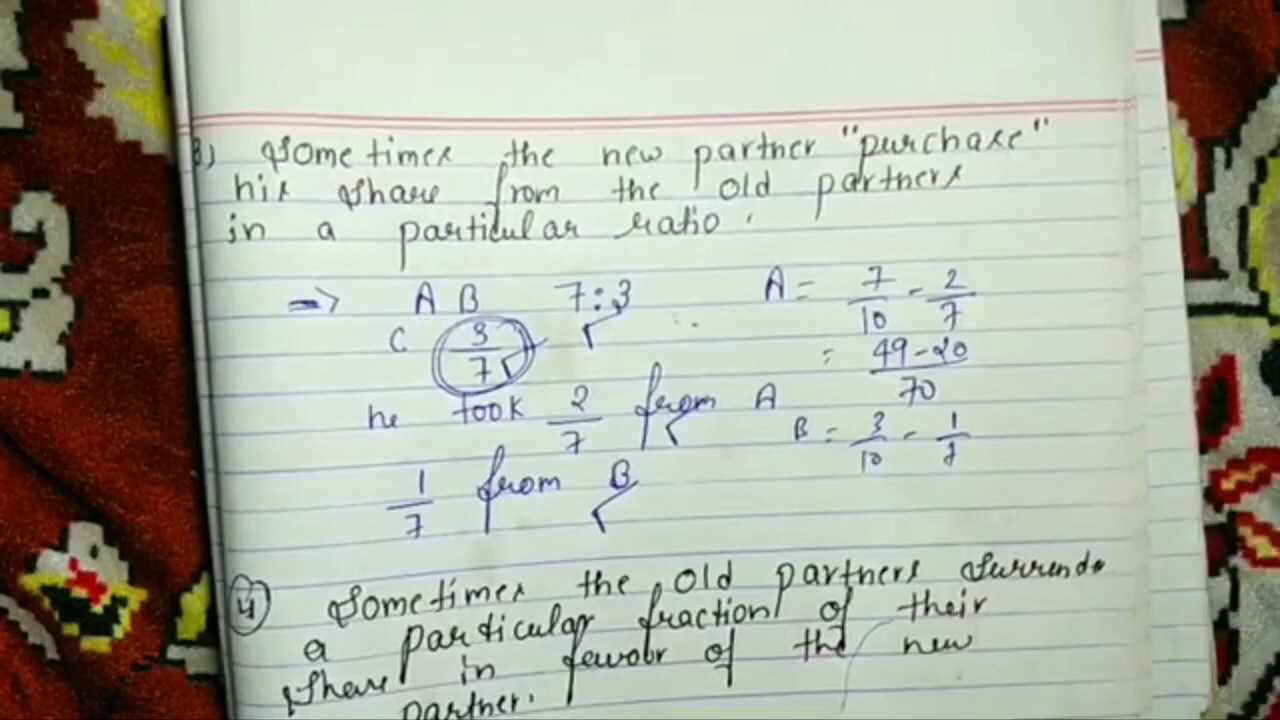 3) Sometimes the new partner "purchase"
his share from the old partners
in a particular ratio.
=> A B 7:3
C 3/7
he took 2/7 from A
1/7 from B
A = 7/10 - 2/7
= 49-20/70
B = 3/10 - 1/7
4 Sometimes the old partners surrende
a particular fraction of their
share in fewour of the new
partner.